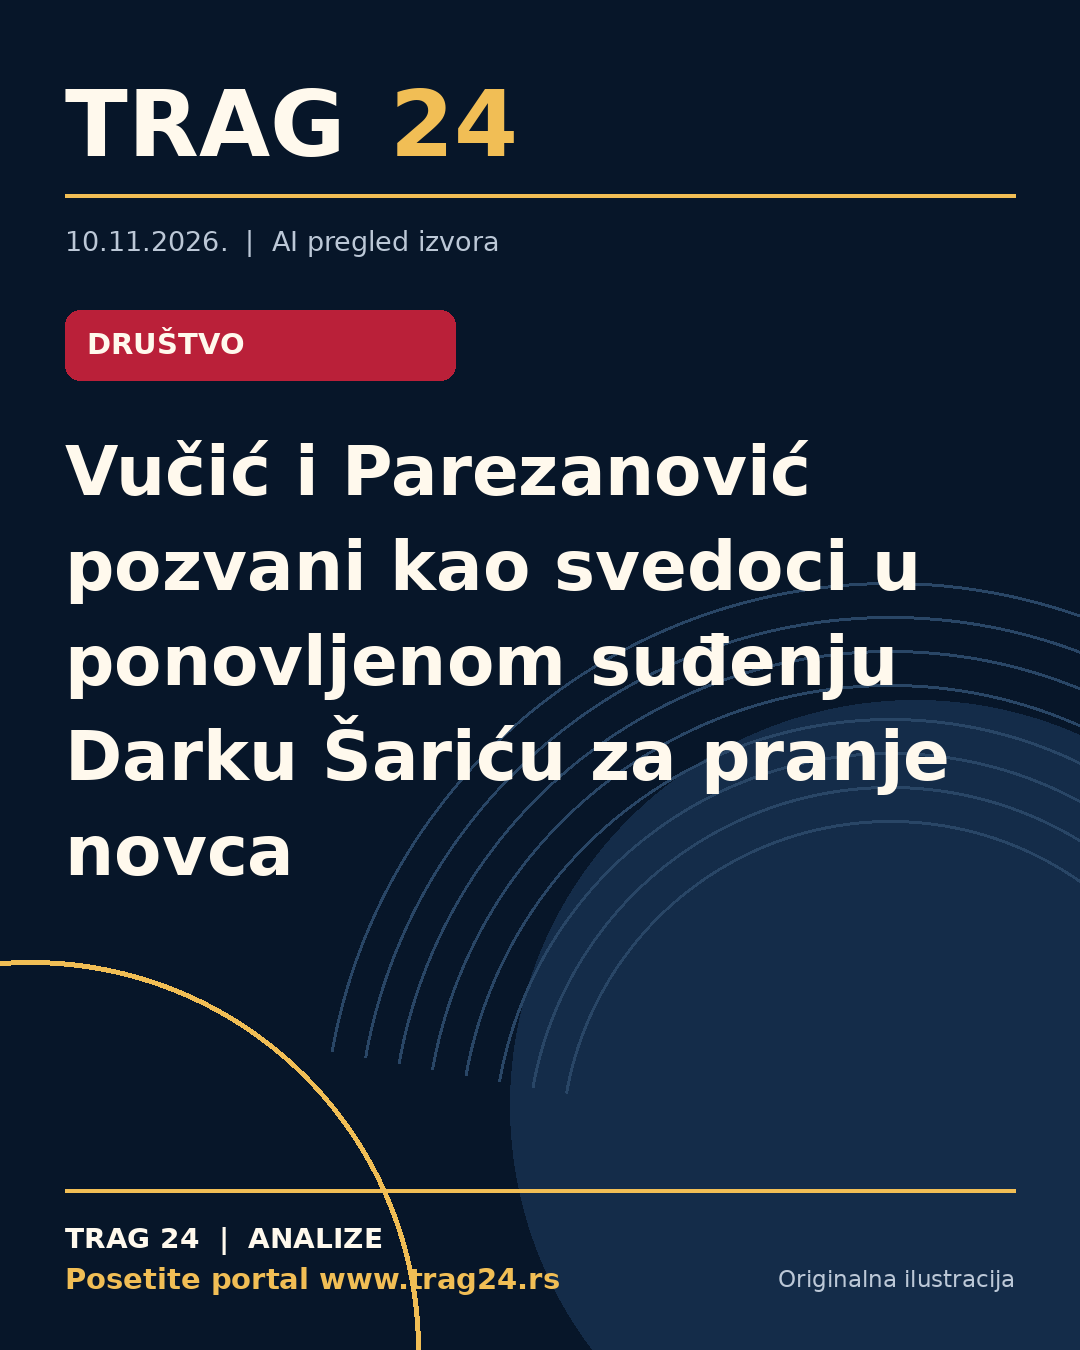 TRAG 24
10.11.2026. | AI pregled izvora
DRUŠTVO
Vučić i Parezanović
pozvani kao svedoci u
ponovljenom suđenju
Darku Šariću za pranje
novca
TRAG 24 | ANALIZE
Posetite portal www.trag24.rs
Originalna ilustracija